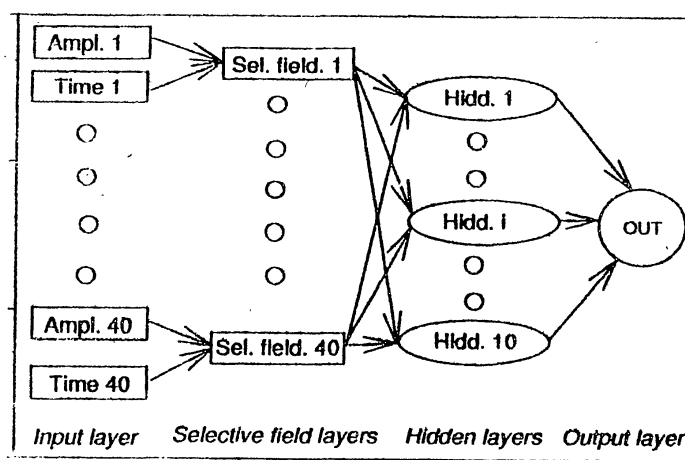 Ampl. 1
Time 1
Sel. field. 1
Hidd. 1
Hidd. i
OUT
Ampl. 40
Time 40
Sel. field. 40
Hidd. 10
Input layer
Selective field layers
Hidden layers
Output layer